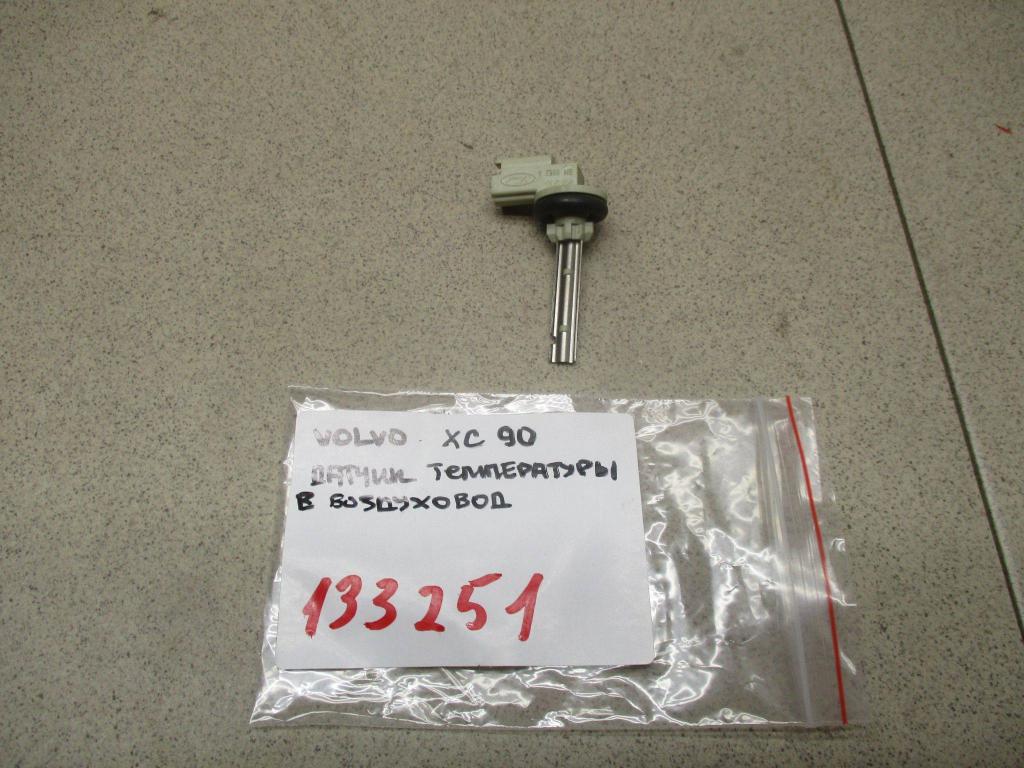 VOLVO XC 90
ДАТЧИК ТЕМПЕРАТУРЫ
В ВОЗДУХОВОД
133251